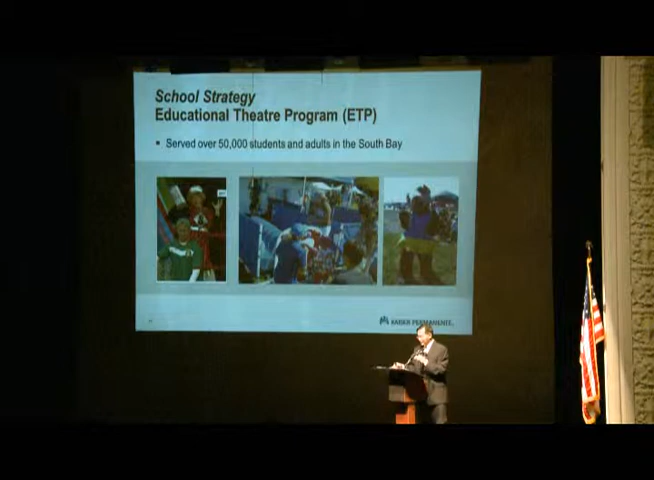 School Strategy
Educational Theatre Program (ETP)
▪ Served over 50,000 students and adults in the South Bay
KAISER PERMANENTE.